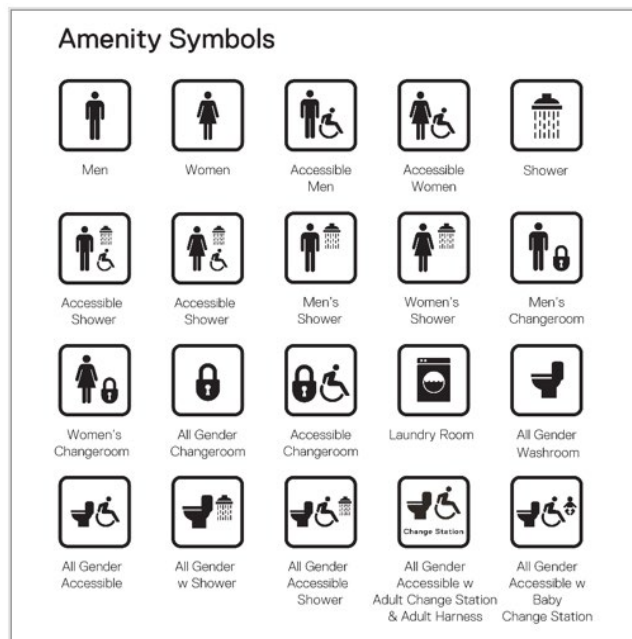 Amenity Symbols
Men
Women
Accessible
Men
Accessible
Women
Shower
Accessible
Shower
Accessible
Shower
Men's
Shower
Women's
Shower
Men's
Changeroom
Women's
Changeroom
All Gender
Changeroom
Accessible
Changeroom
Laundry Room
All Gender
Washroom
All Gender
Accessible
All Gender
w Shower
All Gender
Accessible
Shower
Change Station
All Gender
Accessible w
Adult Change Station
& Adult Harness
All Gender
Accessible w
Baby
Change Station